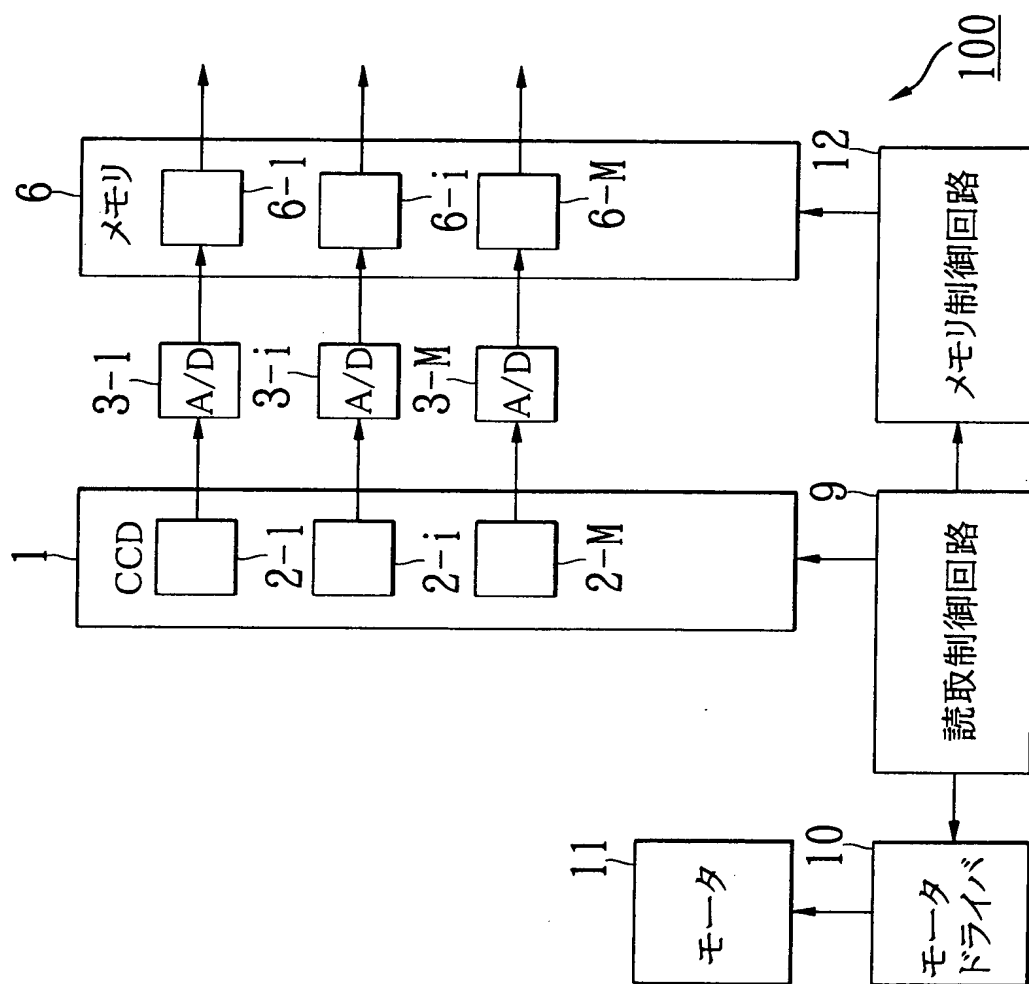 1
CCD
2-1
2-i
2-M
3-1
A/D
3-i
A/D
3-M
A/D
6
メモリ
6-1
6-i
6-M
11
モータ
10
モータ
ドライバ
9
読取制御回路
12
メモリ制御回路
100